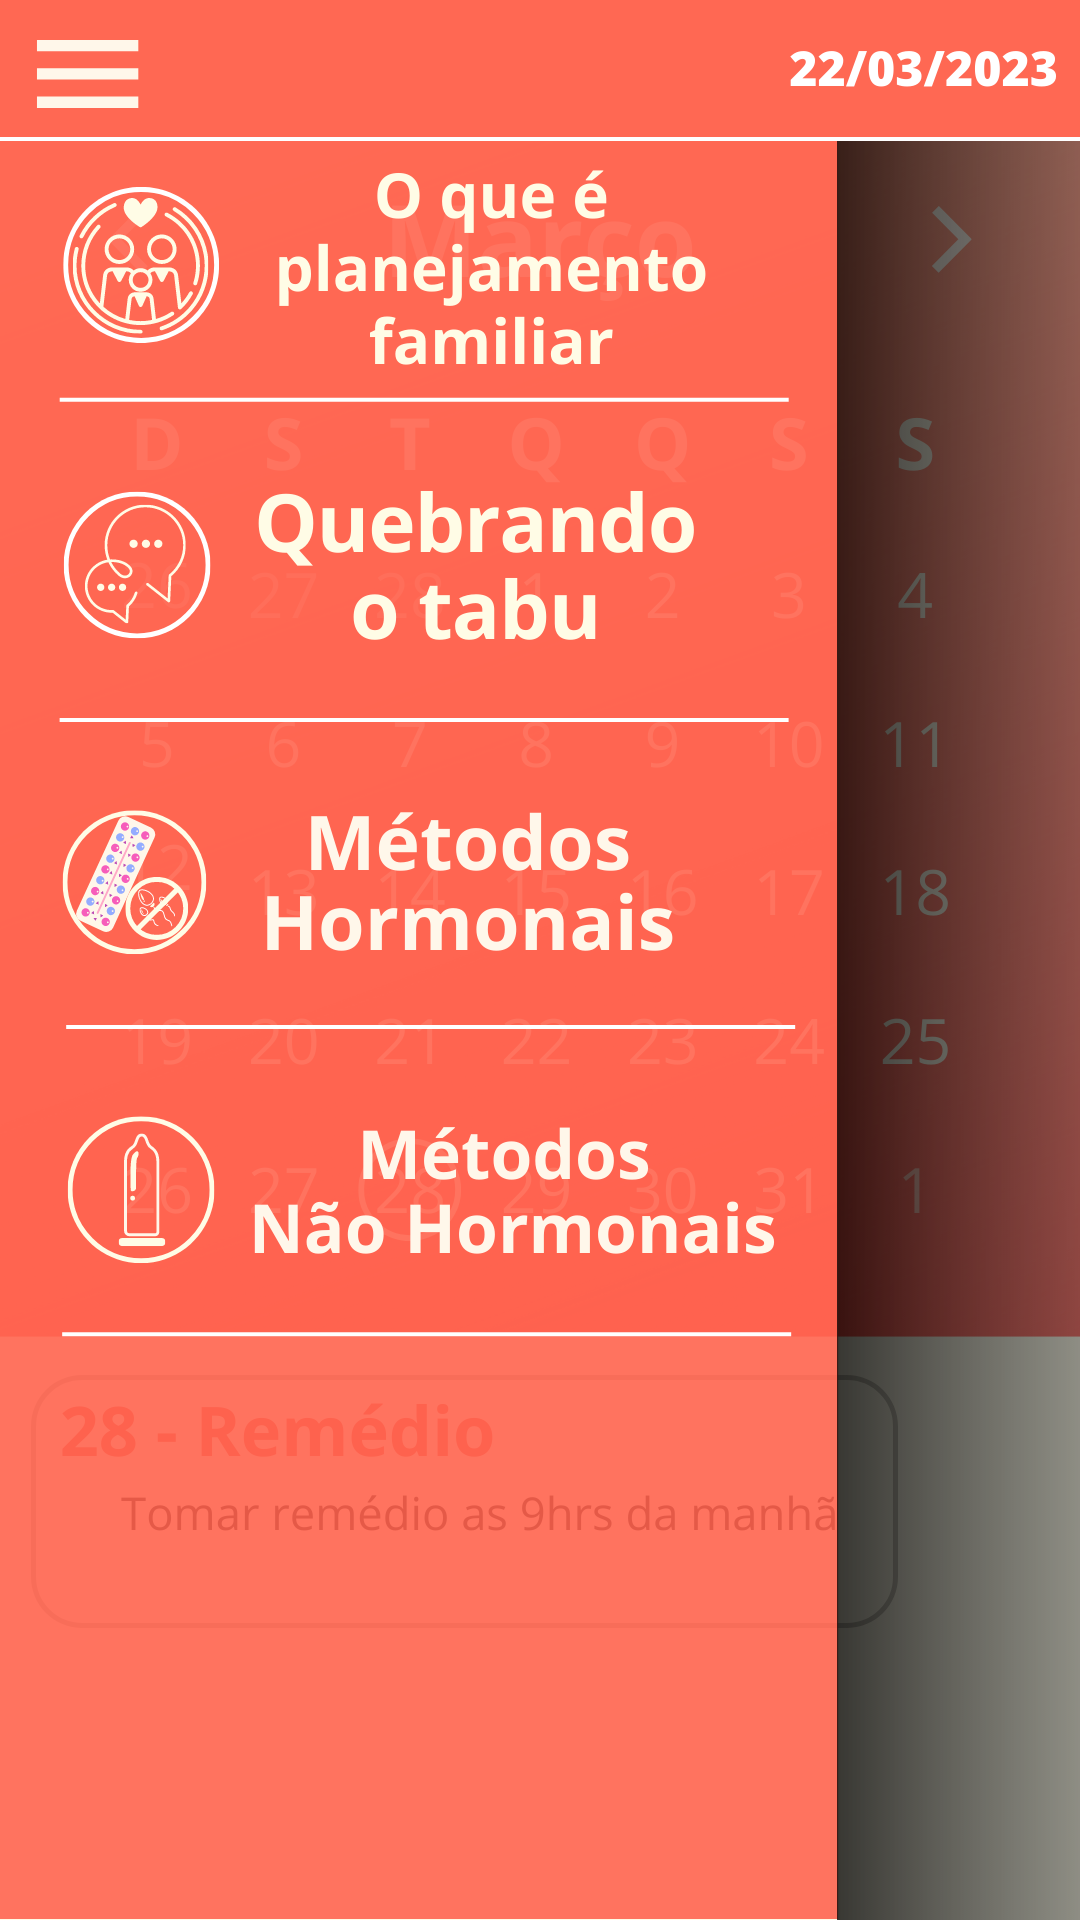 22/03/2023
O que é
planejamento
familiar
Março
D S T Q Q S S
Quebrando
o tabu
26 27 28 1 2 3 4
5 6 7 8 9 10 11
Métodos
Hormonais
12 13 14 15 16 17 18
19 20 21 22 23 24 25
Métodos
Não Hormonais
26 27 28 29 30 31 1
28 - Remédio
Tomar remédio as 9hrs da manhã